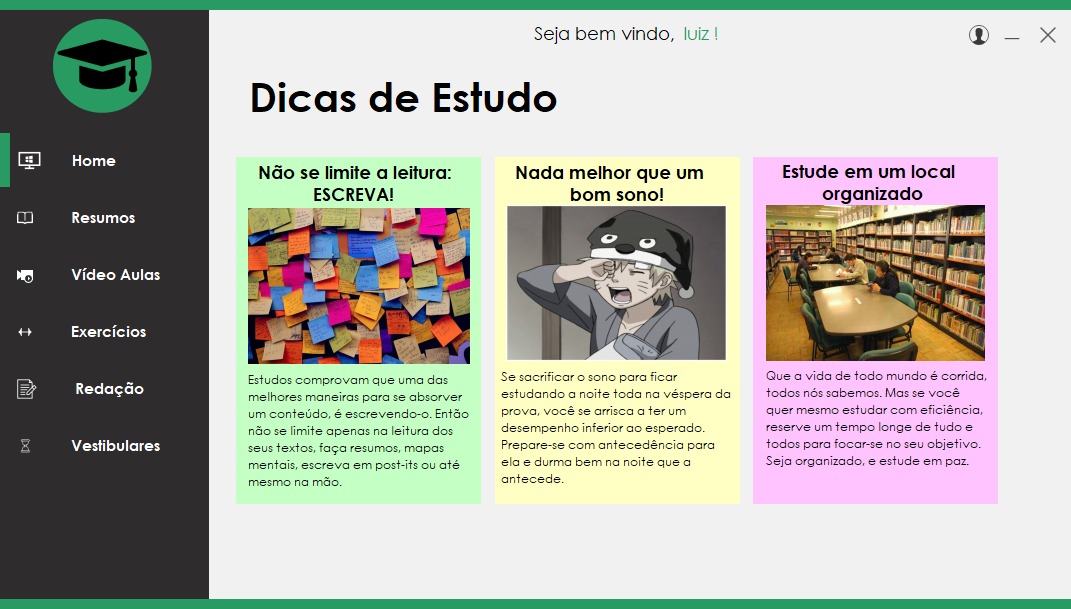 Seja bem vindo, luiz !
Dicas de Estudo
Home
Resumos
Vídeo Aulas
Exercícios
Redação
Vestibulares
Não se limite a leitura:
ESCREVA!
Estudos comprovam que uma das
melhores maneiras para se absorver
um conteúdo, é escrevendo-o. Então
não se limite apenas na leitura dos
seus textos, faça resumos, mapas
mentais, escreva em post-its ou até
mesmo na mão.
Nada melhor que um
bom sono!
Se sacrificar o sono para ficar
estudando a noite toda na véspera da
prova, você se arrisca a ter um
desempenho inferior ao esperado.
Prepare-se com antecedência para
ela e durma bem na noite que a
antecede.
Estude em um local
organizado
Que a vida de todo mundo é corrida,
todos nós sabemos. Mas se você
quer mesmo estudar com eficiência,
reserve um tempo longe de tudo e
todos para focar-se no seu objetivo.
Seja organizado, e estude em paz.